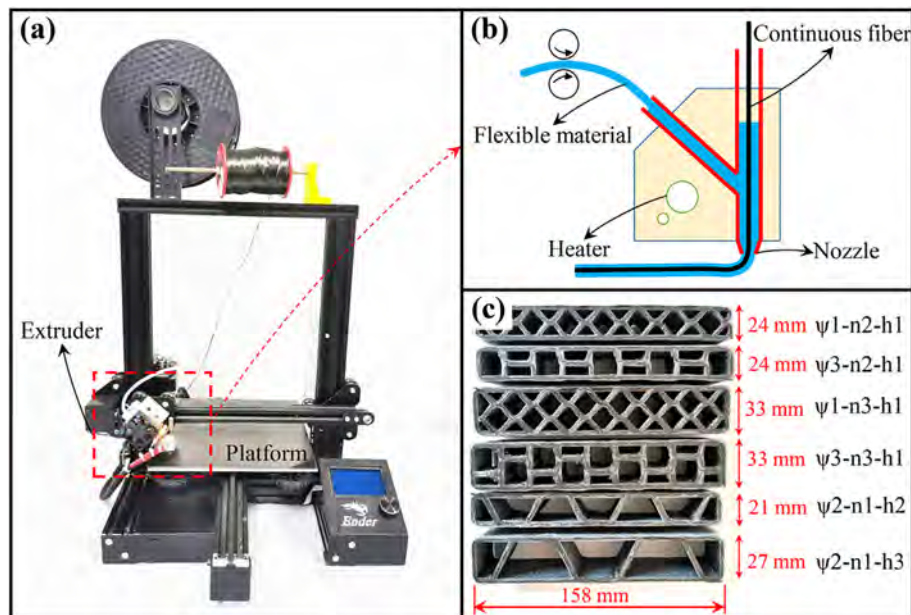 (a)
Extruder
Platform
Ender
(b)
Continuous fiber
Flexible material
Heater
Nozzle
(c)
24 mm ψ1-n2-h1
24 mm ψ3-n2-h1
33 mm ψ1-n3-h1
33 mm ψ3-n3-h1
21 mm ψ2-n1-h2
27 mm ψ2-n1-h3
158 mm